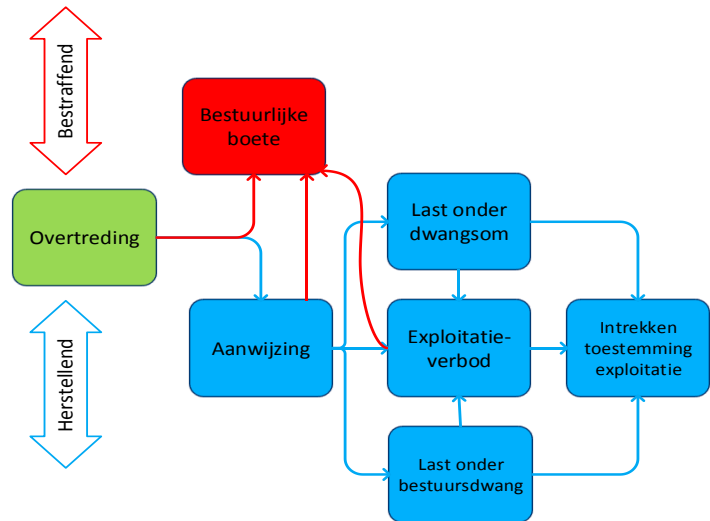 Bestraffend
Bestuurlijke
boete
Overtreding
Last onder
dwangsom
Herstellend
Aanwijzing
Exploitatie-
verbod
Intrekken
toestemming
exploitatie
Last onder
bestuursdwang